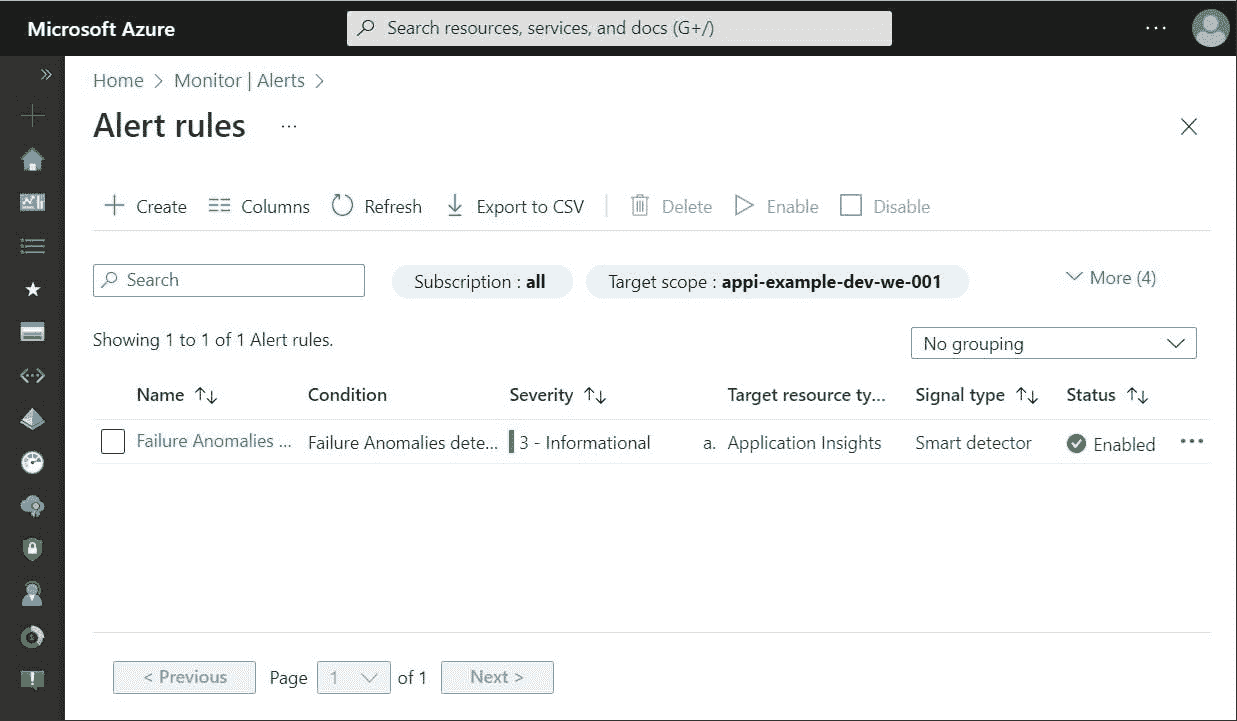 Microsoft Azure
Search resources, services, and docs (G+/)
...
Home > Monitor | Alerts >
Alert rules ...
Create Columns Refresh Export to CSV Delete Enable Disable
Search Subscription : all Target scope : appi-example-dev-we-001 More (4)
Showing 1 to 1 of 1 Alert rules.
No grouping
Name Condition Severity Target resource ty... Signal type Status
Failure Anomalies ... Failure Anomalies dete... 3 - Informational a. Application Insights Smart detector Enabled ...
< Previous Page 1 of 1 Next >